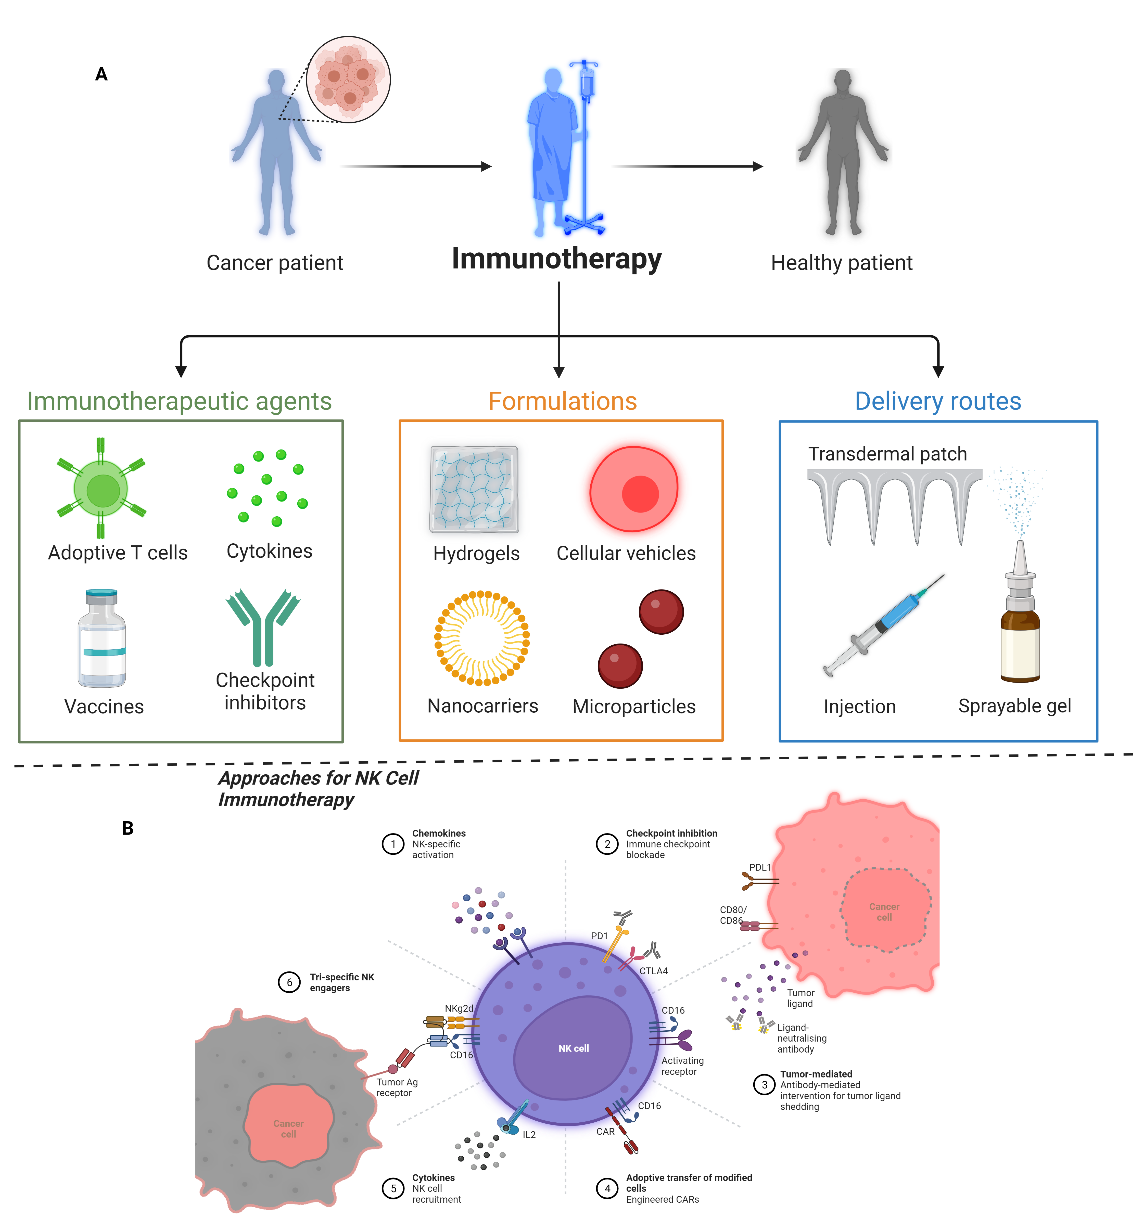 A
Cancer patient
Immunotherapy
Healthy patient
Immunotherapeutic agents
Formulations
Delivery routes
Adoptive T cells
Cytokines
Vaccines
Checkpoint
inhibitors
Hydrogels
Cellular vehicles
Nanocarriers
Microparticles
Transdermal patch
Injection
Sprayable gel
Approaches for NK Cell
Immunotherapy
B
1
Chemokines
NK-specific
activation
2
Checkpoint inhibition
Immune checkpoint
blockade
PDL1
CD80/
CD86
Cancer
cell
PD1
CTLA4
Tumor
ligand
Ligand-
neutralising
antibody
CD16
Activating
receptor
3
Tumor-mediated
Antibody-mediated
intervention for tumor ligand
shedding
NK cell
6
Tri-specific NK
engagers
NKg2d
CD16
Tumor Ag
receptor
Cancer
cell
IL2
5
Cytokines
NK cell
recruitment
CD16
CAR
4
Adoptive transfer of modified
cells
Engineered CARs